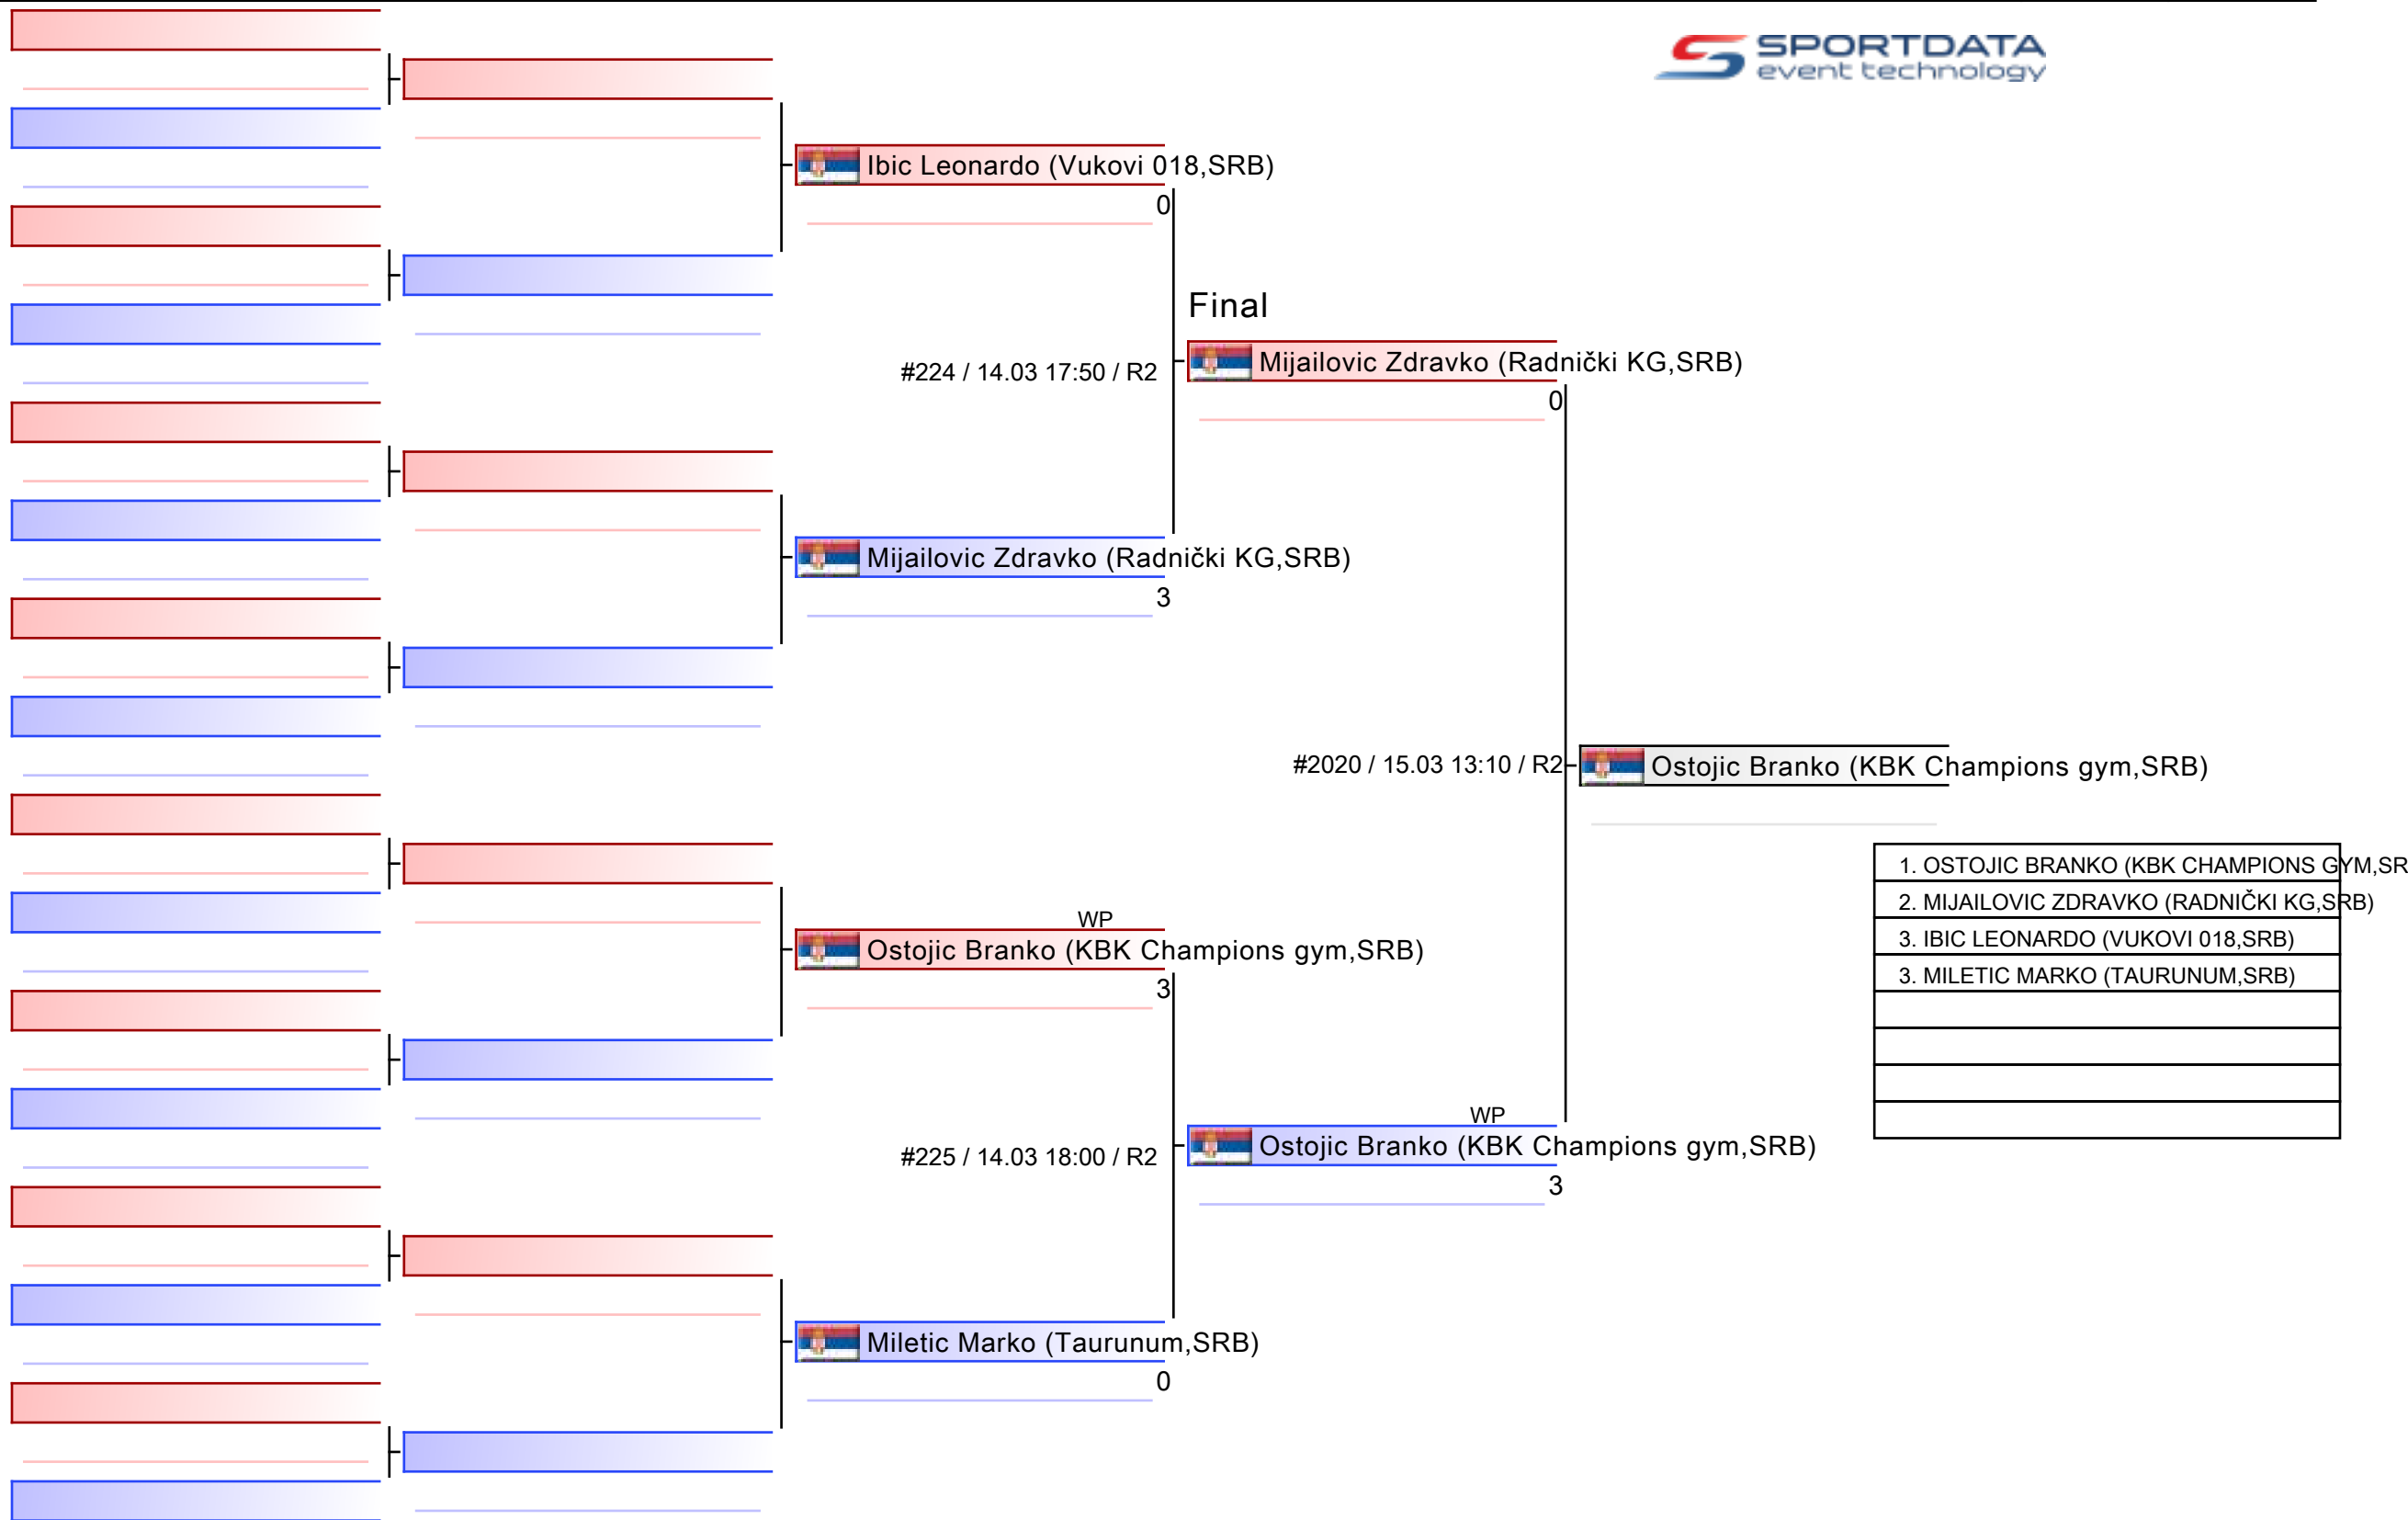 SPORTDATA
event technology
Ibic Leonardo (Vukovi 018,SRB)
0
Final
#224 / 14.03 17:50 / R2
Mijailovic Zdravko (Radnički KG,SRB)
0
Mijailovic Zdravko (Radnički KG,SRB)
3
#2020 / 15.03 13:10 / R2
Ostojic Branko (KBK Champions gym,SRB)
1. OSTOJIC BRANKO (KBK CHAMPIONS GYM,SR
2. MIJAILOVIC ZDRAVKO (RADNIČKI KG,SRB)
3. IBIC LEONARDO (VUKOVI 018,SRB)
3. MILETIC MARKO (TAURUNUM,SRB)
WP
Ostojic Branko (KBK Champions gym,SRB)
3
WP
#225 / 14.03 18:00 / R2
Ostojic Branko (KBK Champions gym,SRB)
3
Miletic Marko (Taurunum,SRB)
0